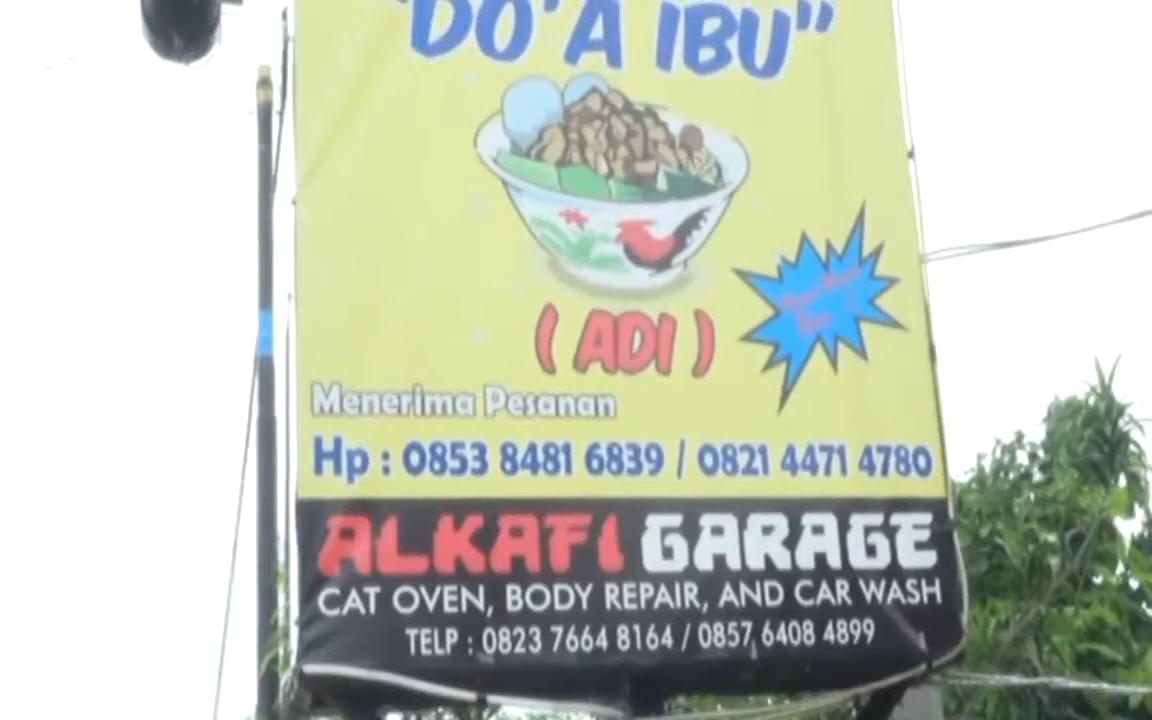 "DO'A IBU"
( ADI )
Menerima Pesanan
Hp : 0853 8481 6839 / 0821 4471 4780
ALKAFI GARAGE
CAT OVEN, BODY REPAIR, AND CAR WASH
TELP : 0823 7664 8164 / 0857 6408 4899